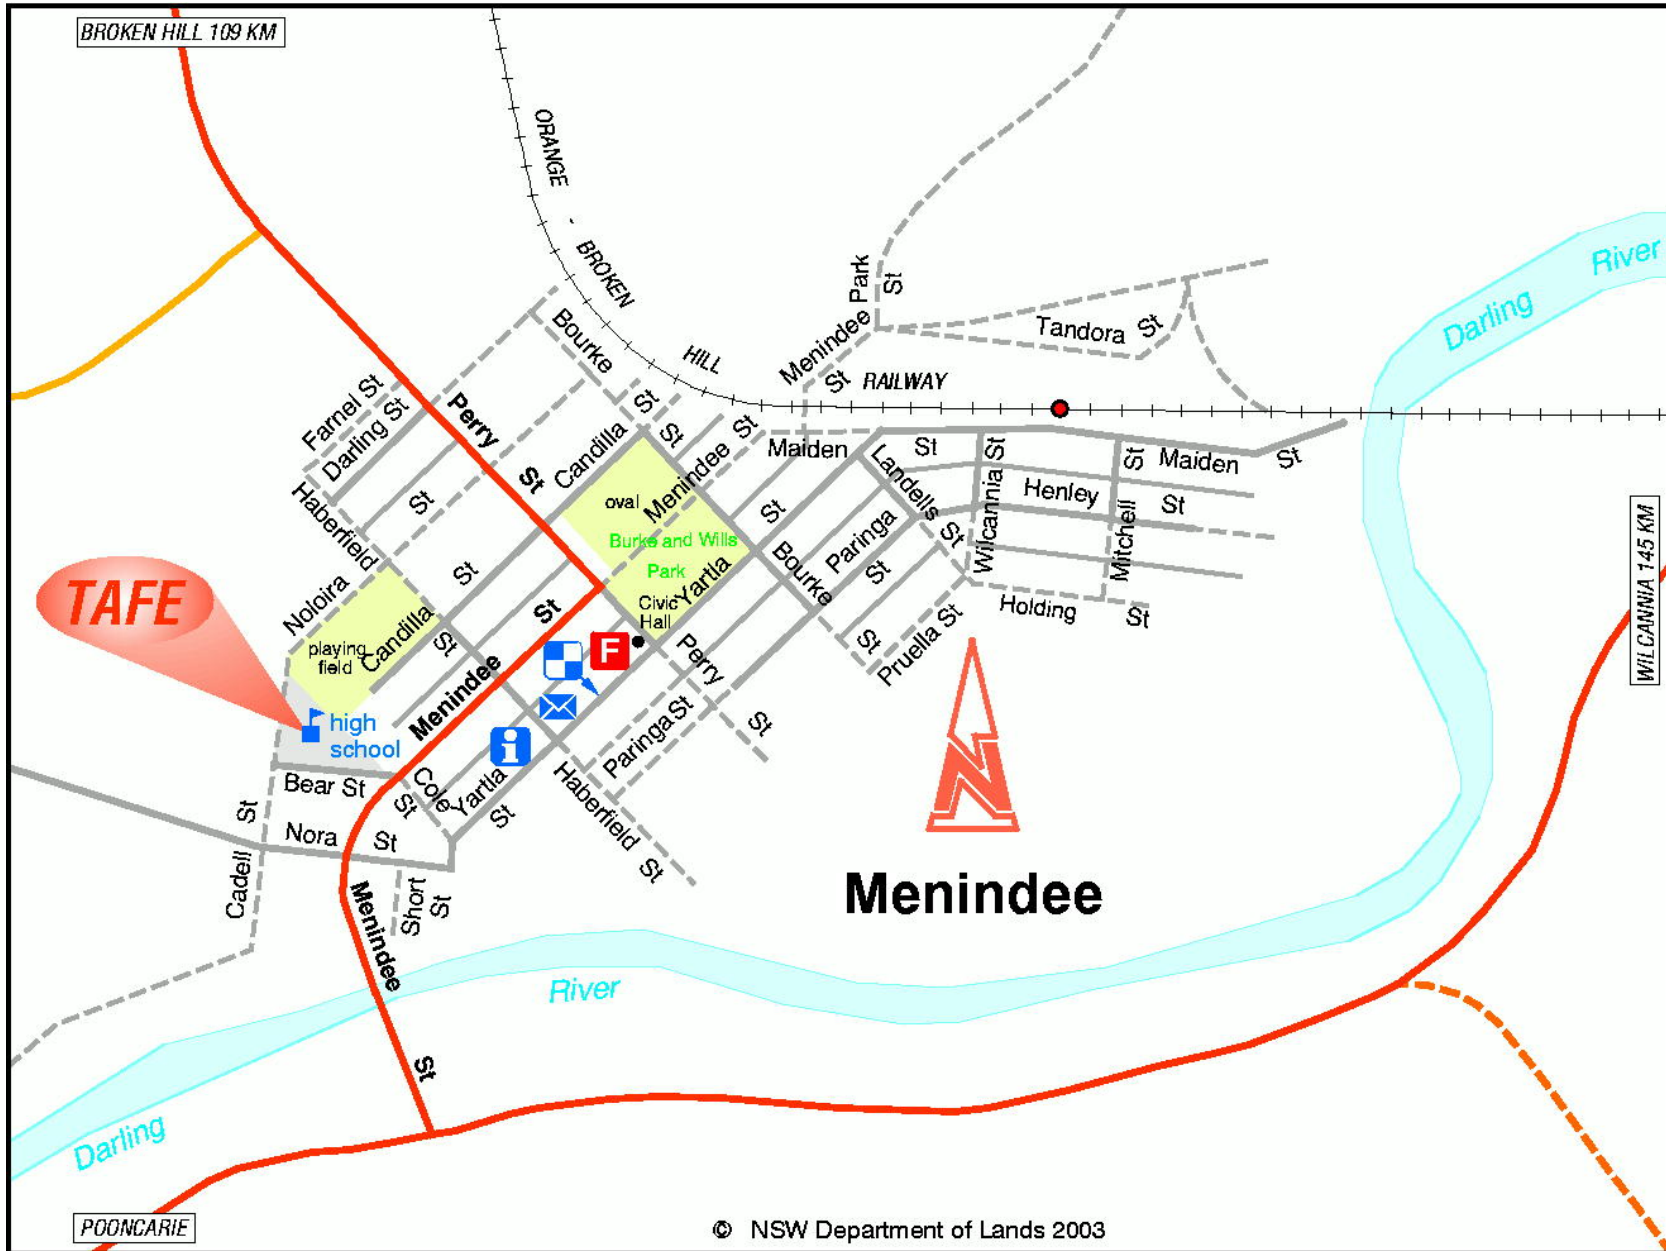 BROKEN HILL 109 KM
ORANGE - BROKEN HILL RAILWAY
Darling River
Menindee Park St
Menindee St
Tandora St
Bourke St
Farnel St
Darling St
Perry St
Candilla St
Menindee St
Maiden St
Landells St
Wilcannia St
Maiden St
Henley St
Mitchell St
Haberfield St
oval
Burke and Wills
Park
Civic
Hall
Yartla St
Bourke St
Paringa St
WILCANNIA 145 KM
TAFE
Noloira St
Candilla St
playing
field
F
Holding St
Pruella St
Perry St
Menindee St
Paringa St
high
school
i
Bear St
Cole St
Yartla St
Haberfield St
Nora St
Cadell St
Short St
N
Menindee
Menindee St
River
Darling
POONCARIE
© NSW Department of Lands 2003